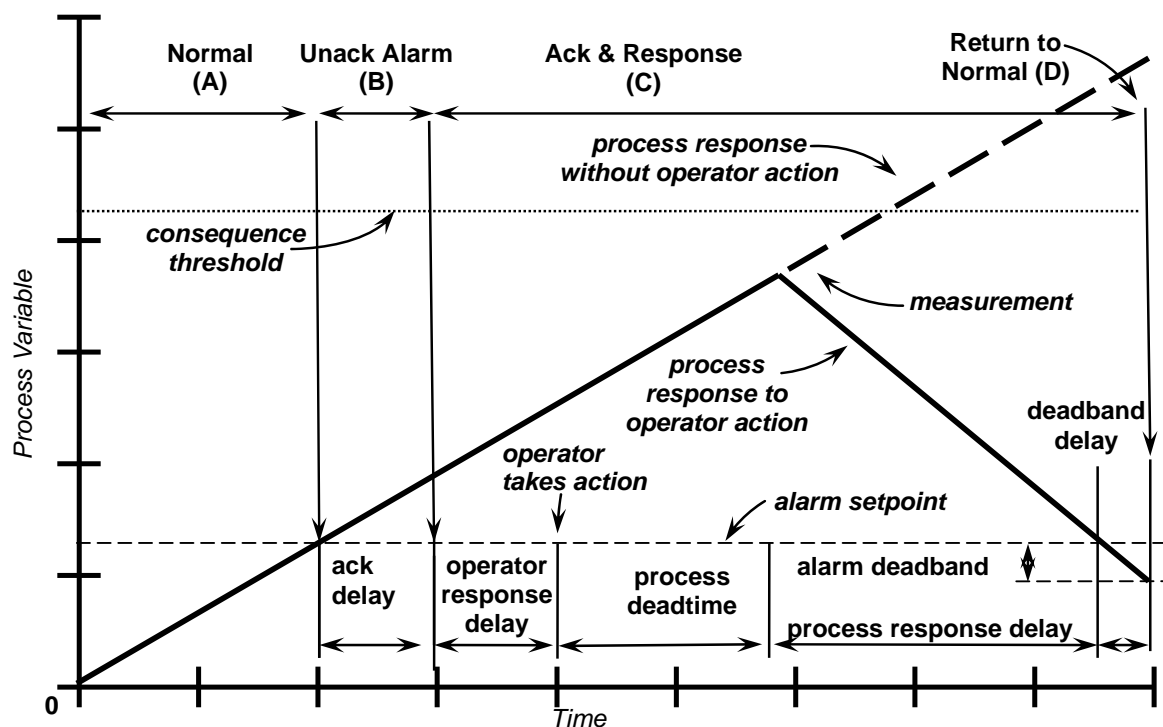 Normal
(A)
Unack Alarm
(B)
Ack & Response
(C)
Return to
Normal (D)
process response
without operator action
consequence
threshold
measurement
process
response to
operator action
deadband
delay
operator
takes action
alarm setpoint
ack
delay
operator
response
delay
process
deadtime
alarm deadband
process response delay
Process Variable
0
Time